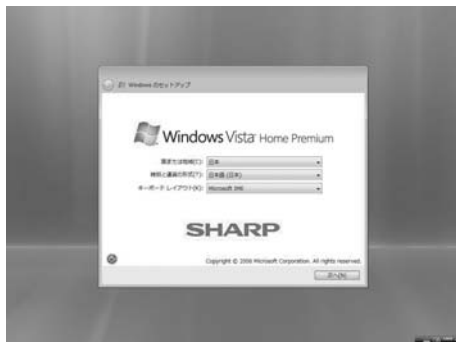 Windows のセットアップ
Windows Vista Home Premium
国または地域(C): 日本
時刻と通貨の形式(T): 日本語 (日本)
キーボード レイアウト(K): Microsoft IME
SHARP
Copyright © 2006 Microsoft Corporation. All rights reserved.
次へ(N)